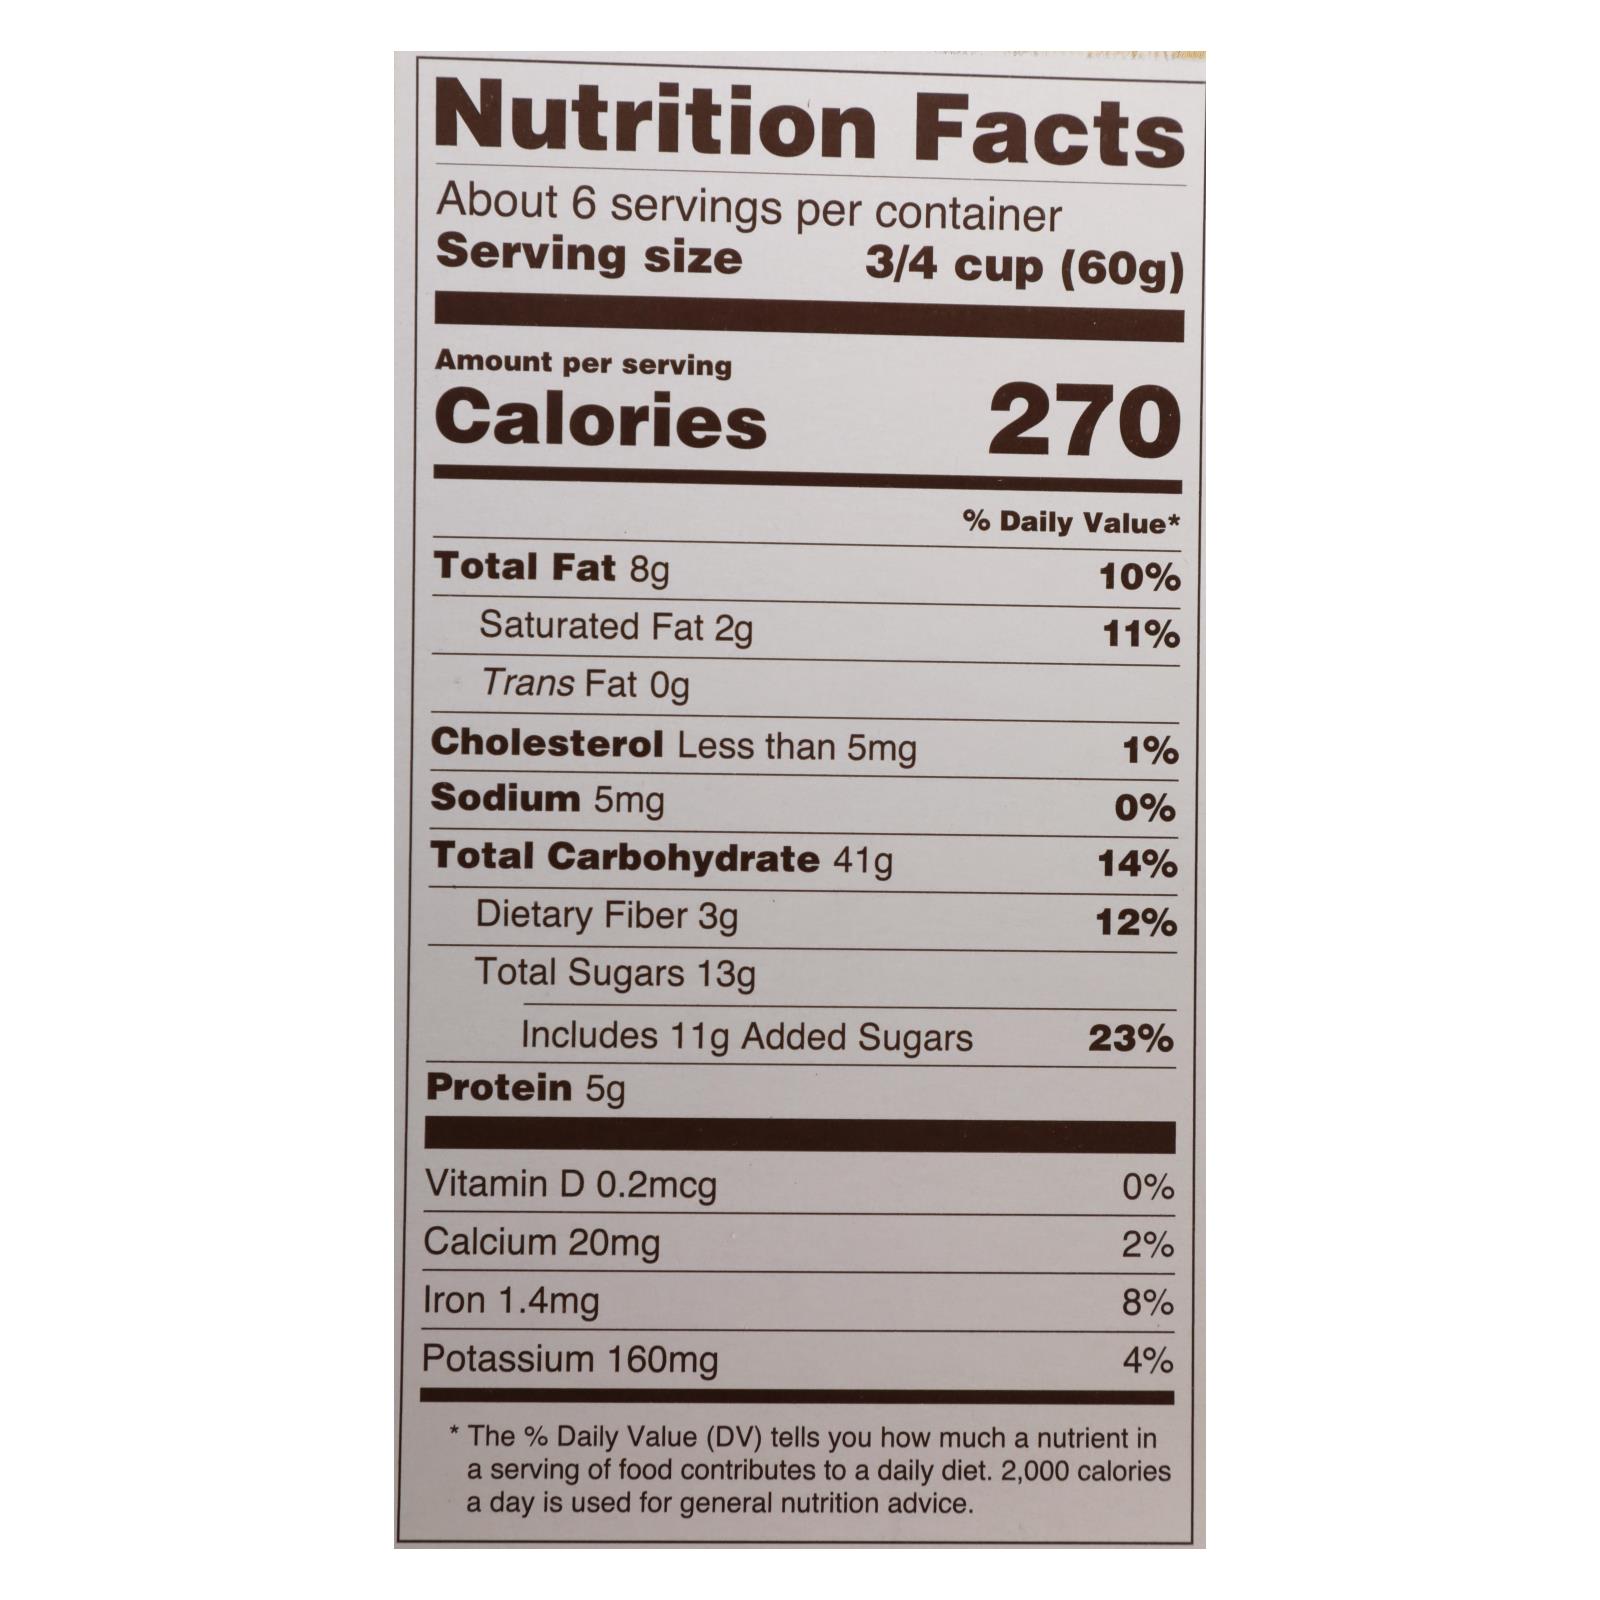 Nutrition Facts
About 6 servings per container
Serving size 3/4 cup (60g)
Amount per serving
Calories 270
% Daily Value*
Total Fat 8g 10%
Saturated Fat 2g 11%
Trans Fat 0g
Cholesterol Less than 5mg 1%
Sodium 5mg 0%
Total Carbohydrate 41g 14%
Dietary Fiber 3g 12%
Total Sugars 13g
Includes 11g Added Sugars 23%
Protein 5g
Vitamin D 0.2mcg 0%
Calcium 20mg 2%
Iron 1.4mg 8%
Potassium 160mg 4%
* The % Daily Value (DV) tells you how much a nutrient in
a serving of food contributes to a daily diet. 2,000 calories
a day is used for general nutrition advice.